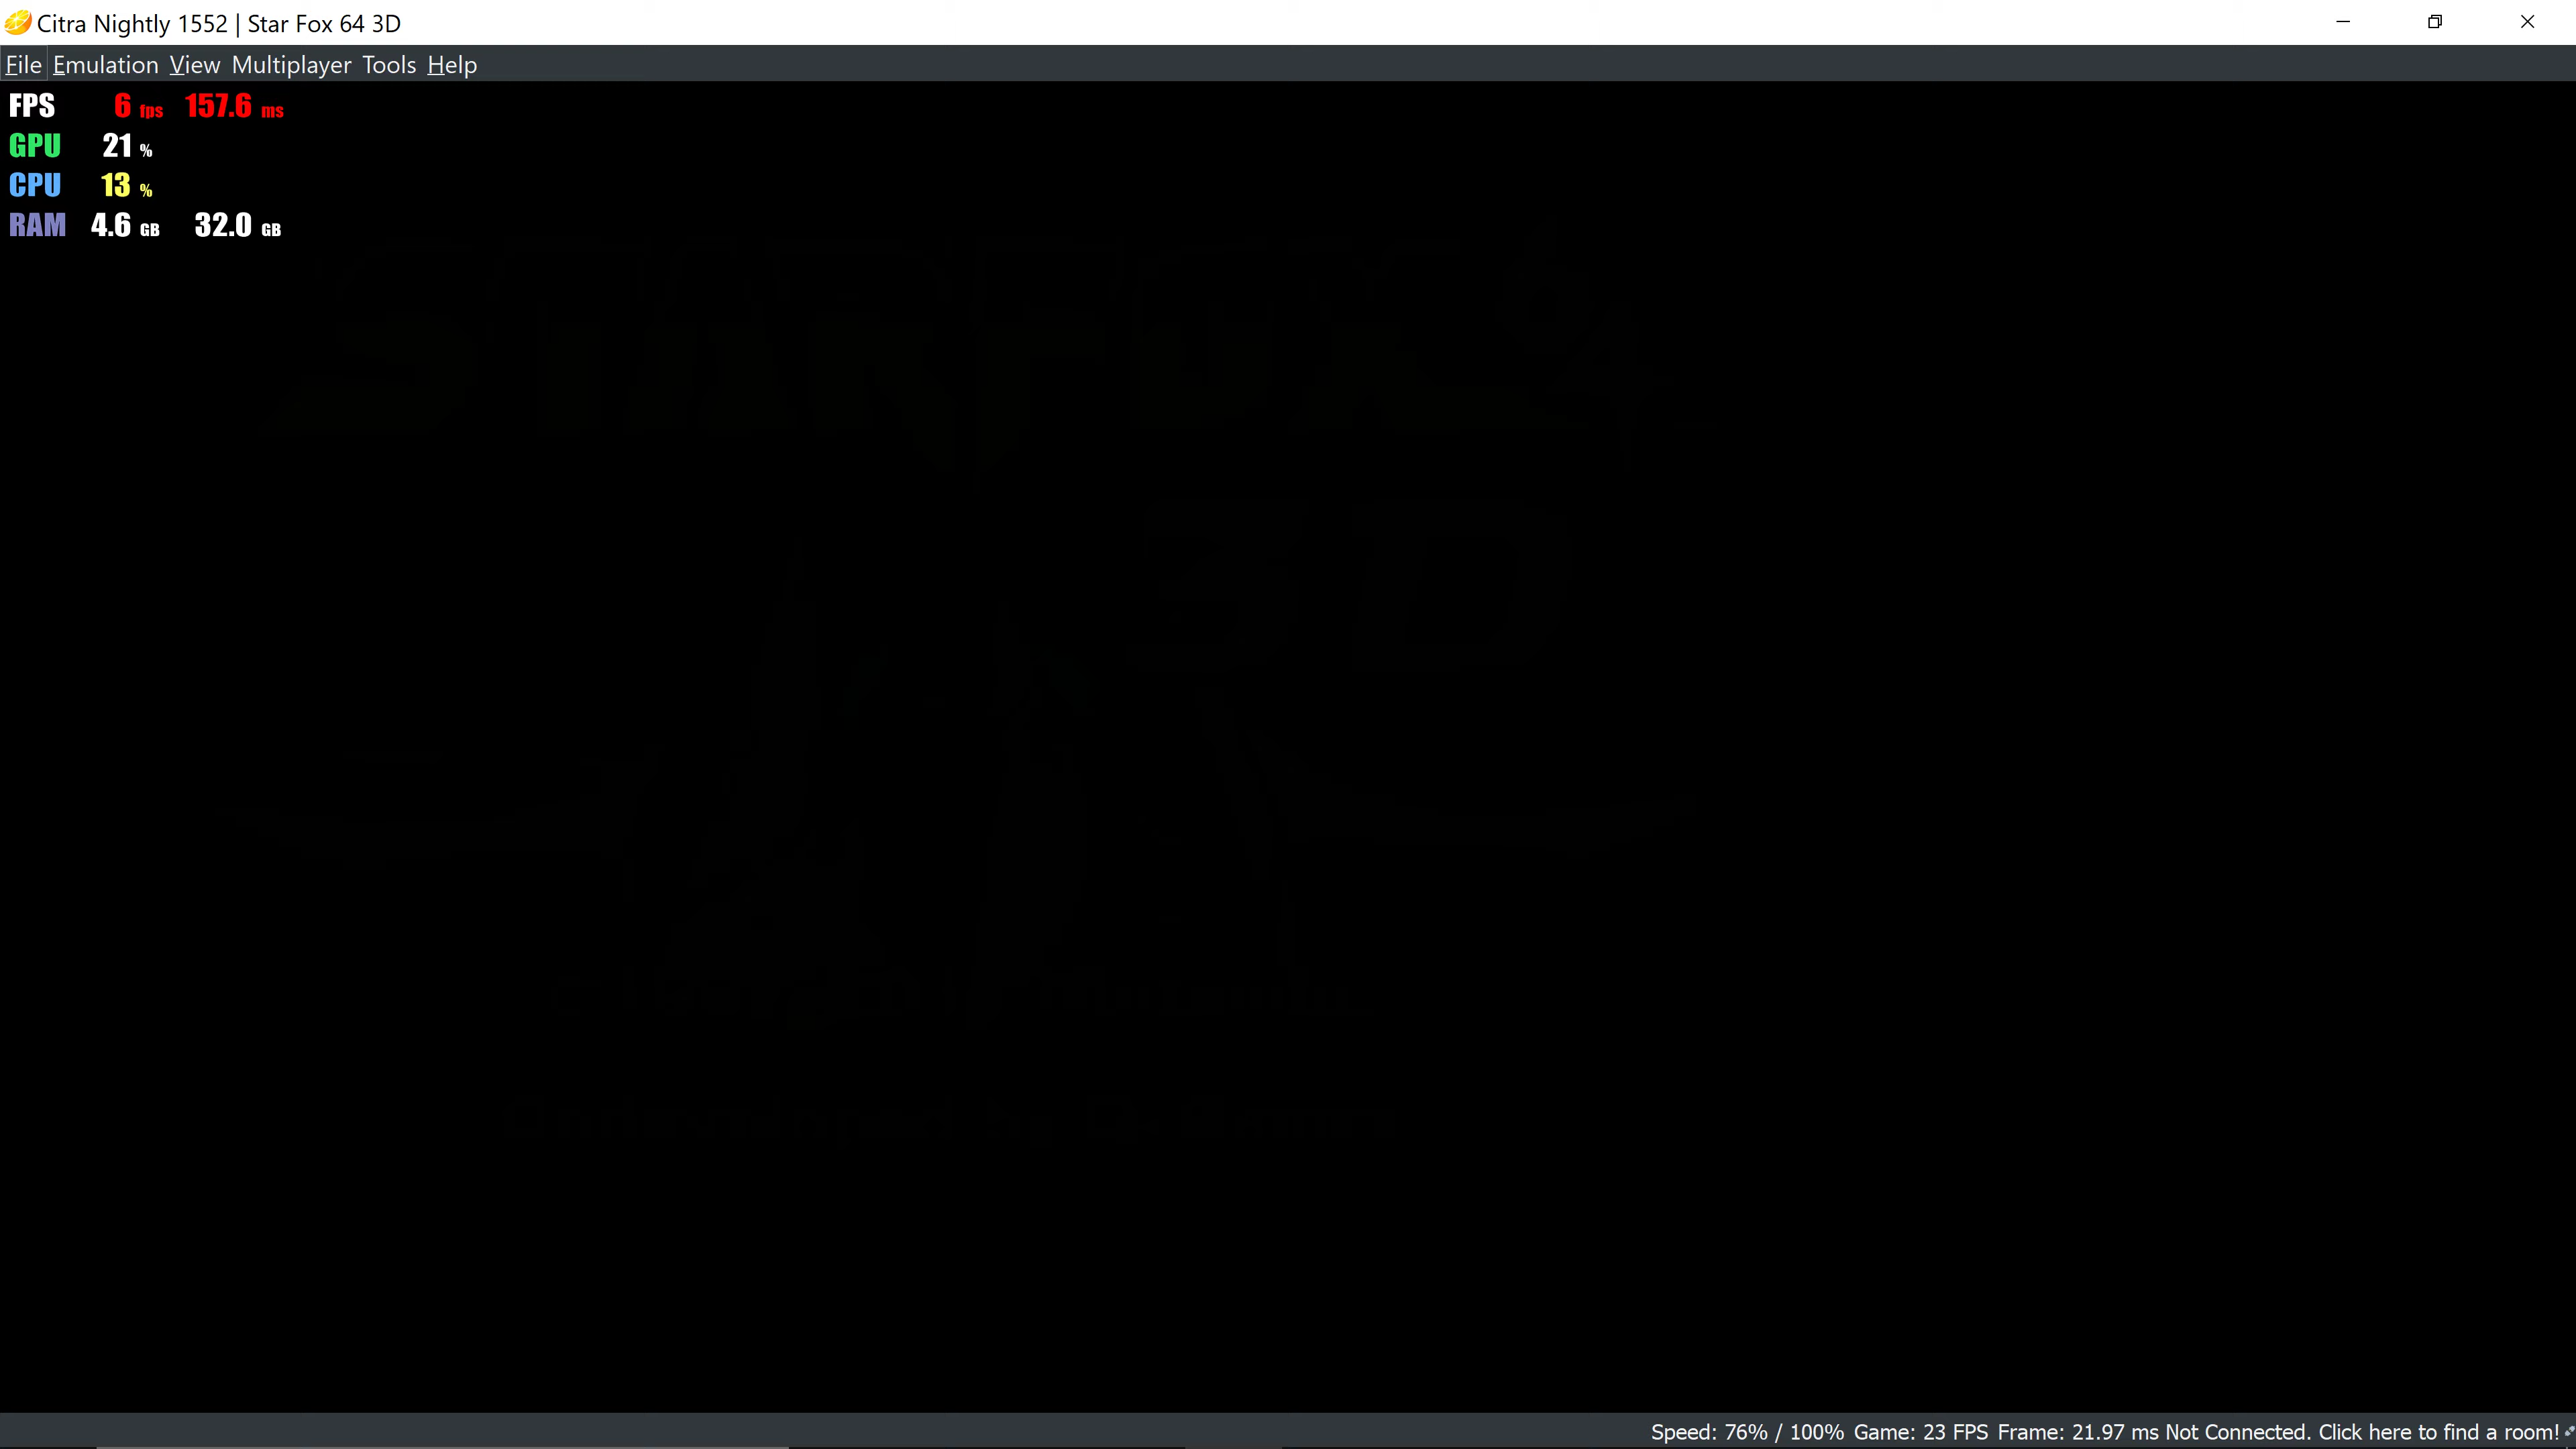 Citra Nightly 1552 | Star Fox 64 3D
File Emulation View Multiplayer Tools Help
FPS 6 fps 157.6 ms
GPU 21 %
CPU 13 %
RAM 4.6 GB 32.0 GB
Speed: 76% / 100% Game: 23 FPS Frame: 21.97 ms Not Connected. Click here to find a room!